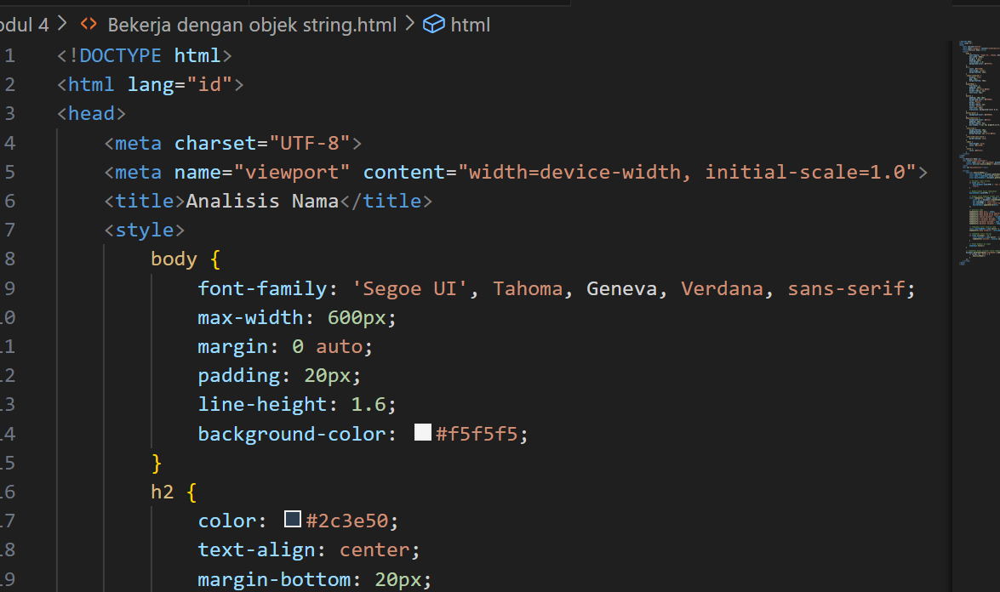 odul 4 > <> Bekerja dengan objek string.html > html
1 <!DOCTYPE html>
2 <html lang="id">
3 <head>
4     <meta charset="UTF-8">
5     <meta name="viewport" content="width=device-width, initial-scale=1.0">
6     <title>Analisis Nama</title>
7     <style>
8         body {
9             font-family: 'Segoe UI', Tahoma, Geneva, Verdana, sans-serif;
10             max-width: 600px;
11             margin: 0 auto;
12             padding: 20px;
13             line-height: 1.6;
14             background-color: #f5f5f5;
15         }
16         h2 {
17             color: #2c3e50;
18             text-align: center;
19             margin-bottom: 20px;